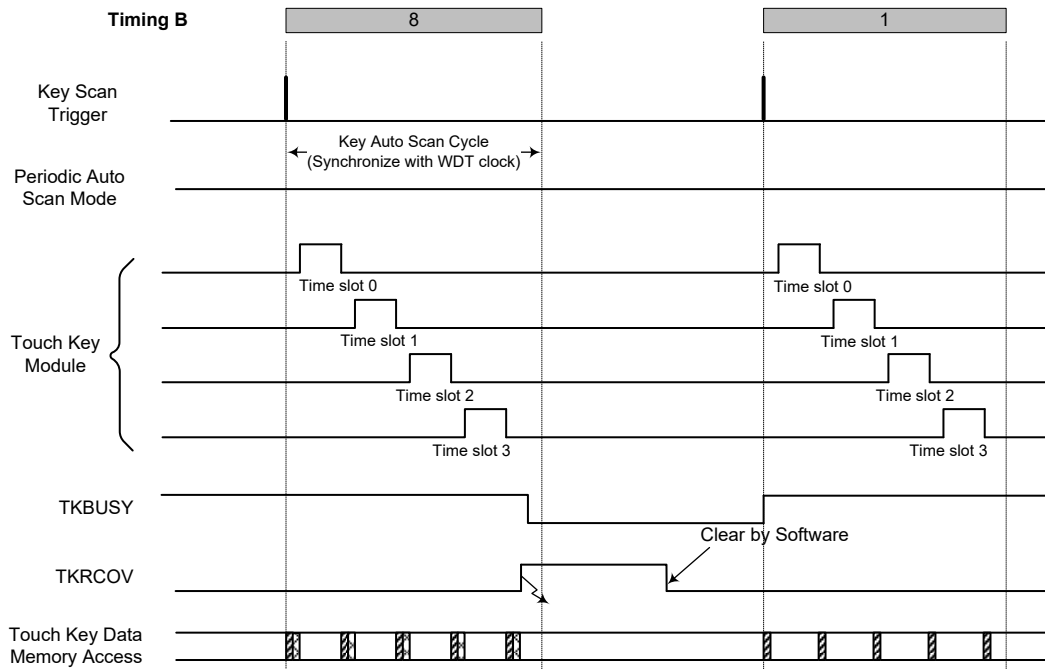 Timing B
8
1
Key Scan
Trigger
Key Auto Scan Cycle
(Synchronize with WDT clock)
Periodic Auto
Scan Mode
Time slot 0
Time slot 0
Time slot 1
Time slot 1
Touch Key
Module
Time slot 2
Time slot 2
Time slot 3
Time slot 3
TKBUSY
Clear by Software
TKRCOV
Touch Key Data
Memory Access